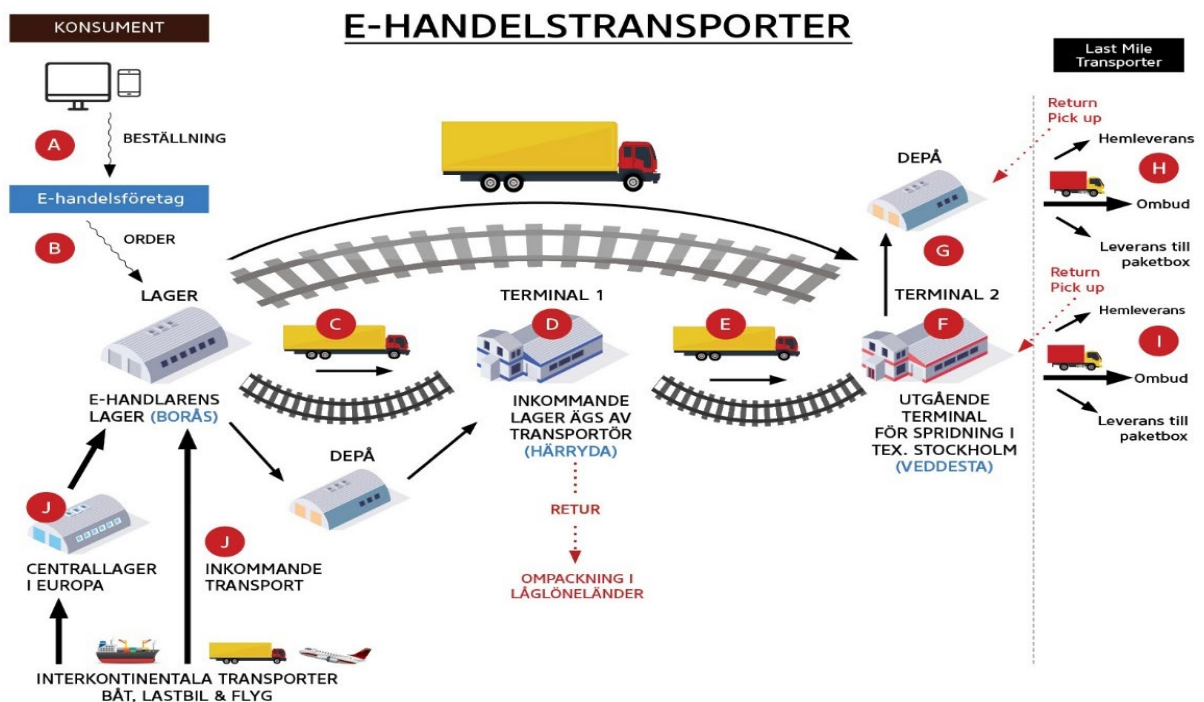 E-HANDELSTRANSPORTER
KONSUMENT
A
BESTÄLLNING
E-handelsföretag
B
ORDER
LAGER
E-HANDLARENS
LAGER (BORÅS)
C
TERMINAL 1
D
INKOMMANDE
LAGER ÄGS AV
TRANSPORTÖR
(HÄRRYDA)
RETUR
OMPACKNING I
LÅGLÖNELÄNDER
DEPÅ
E
TERMINAL 2
F
UTGÅENDE
TERMINAL
FÖR SPRIDNING I
TEX. STOCKHOLM
(VEDDESTA)
DEPÅ
G
Last Mile
Transporter
Return
Pick up
Hemleverans
H
Ombud
Leverans till
paketbox
Return
Pick up
Hemleverans
I
Ombud
Leverans till
paketbox
J
CENTRALLAGER
I EUROPA
J
INKOMMANDE
TRANSPORT
INTERKONTINENTALA TRANSPORTER
BÅT, LASTBIL & FLYG